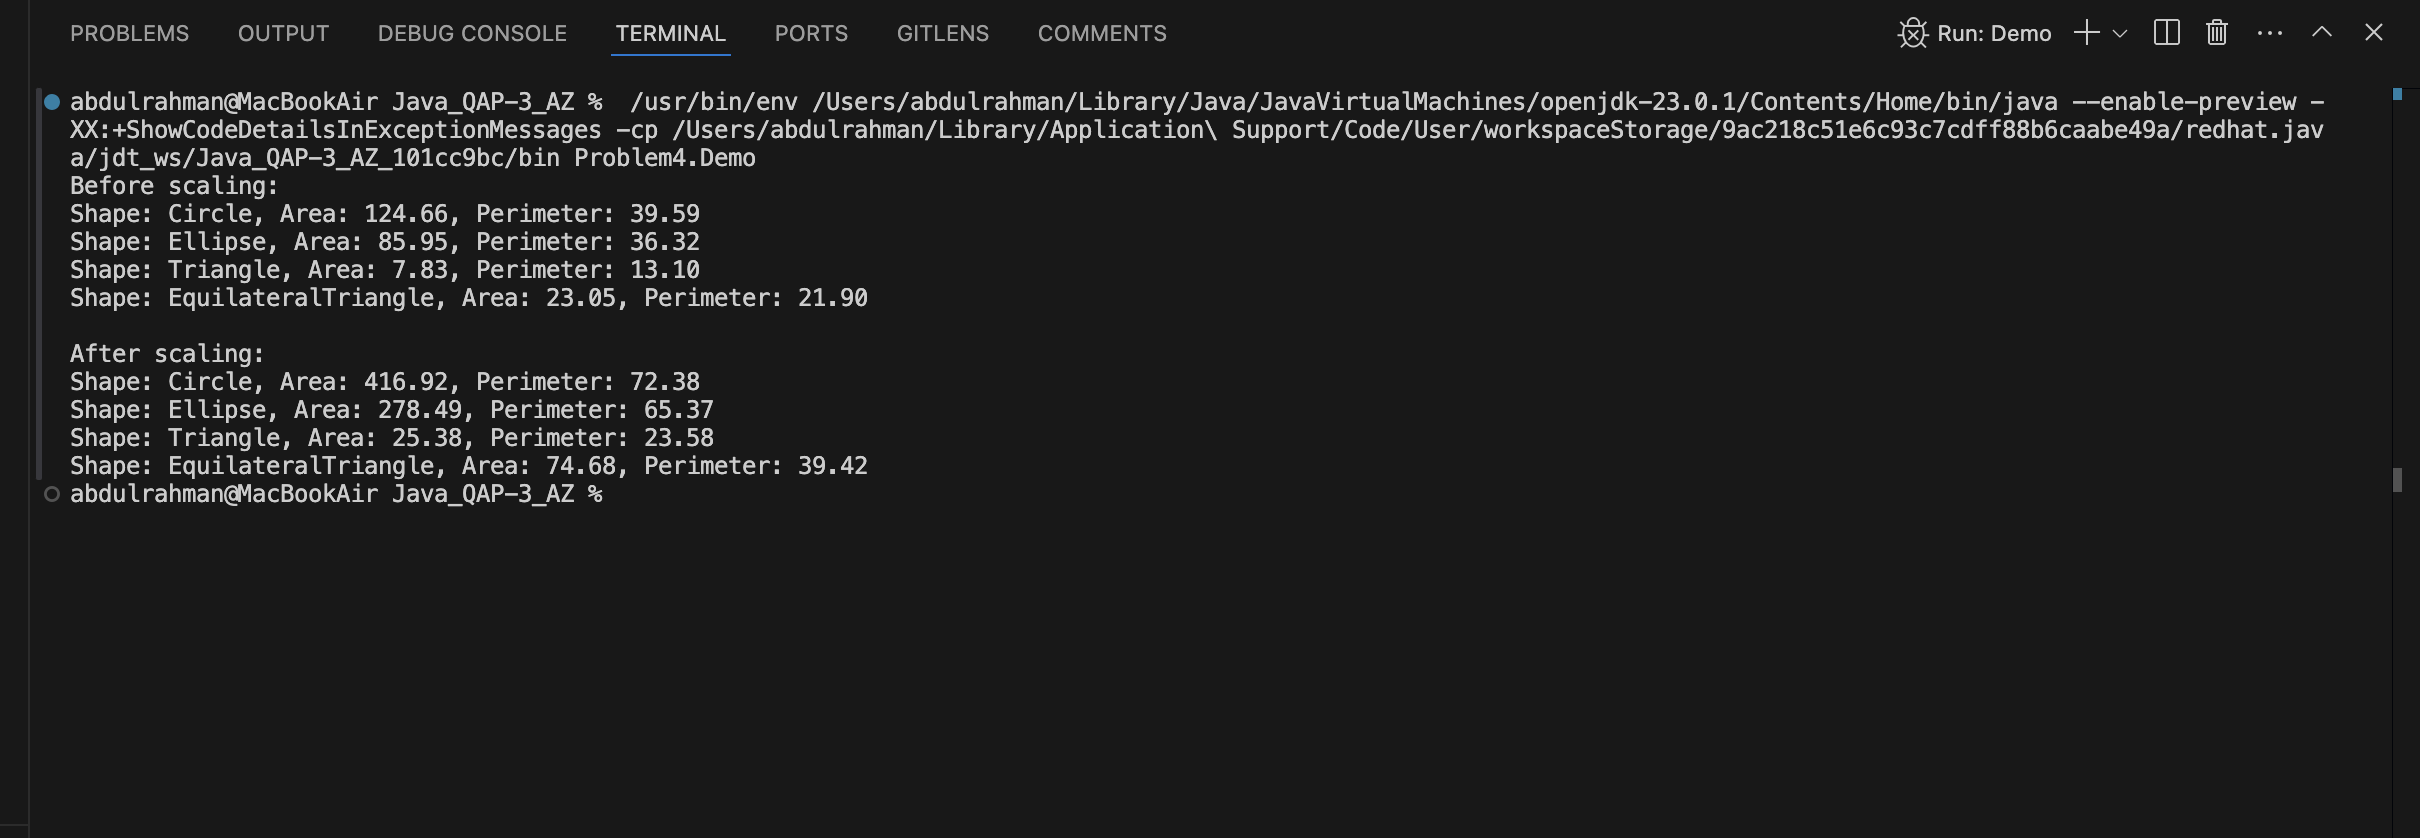 PROBLEMS OUTPUT DEBUG CONSOLE TERMINAL PORTS GITLENS COMMENTS Run: Demo
abdulrahman@MacBookAir Java_QAP-3_AZ %  /usr/bin/env /Users/abdulrahman/Library/Java/JavaVirtualMachines/openjdk-23.0.1/Contents/Home/bin/java --enable-preview -
XX:+ShowCodeDetailsInExceptionMessages -cp /Users/abdulrahman/Library/Application\ Support/Code/User/workspaceStorage/9ac218c51e6c93c7cdff88b6caabe49a/redhat.jav
a/jdt_ws/Java_QAP-3_AZ_101cc9bc/bin Problem4.Demo
Before scaling:
Shape: Circle, Area: 124.66, Perimeter: 39.59
Shape: Ellipse, Area: 85.95, Perimeter: 36.32
Shape: Triangle, Area: 7.83, Perimeter: 13.10
Shape: EquilateralTriangle, Area: 23.05, Perimeter: 21.90
After scaling:
Shape: Circle, Area: 416.92, Perimeter: 72.38
Shape: Ellipse, Area: 278.49, Perimeter: 65.37
Shape: Triangle, Area: 25.38, Perimeter: 23.58
Shape: EquilateralTriangle, Area: 74.68, Perimeter: 39.42
abdulrahman@MacBookAir Java_QAP-3_AZ %